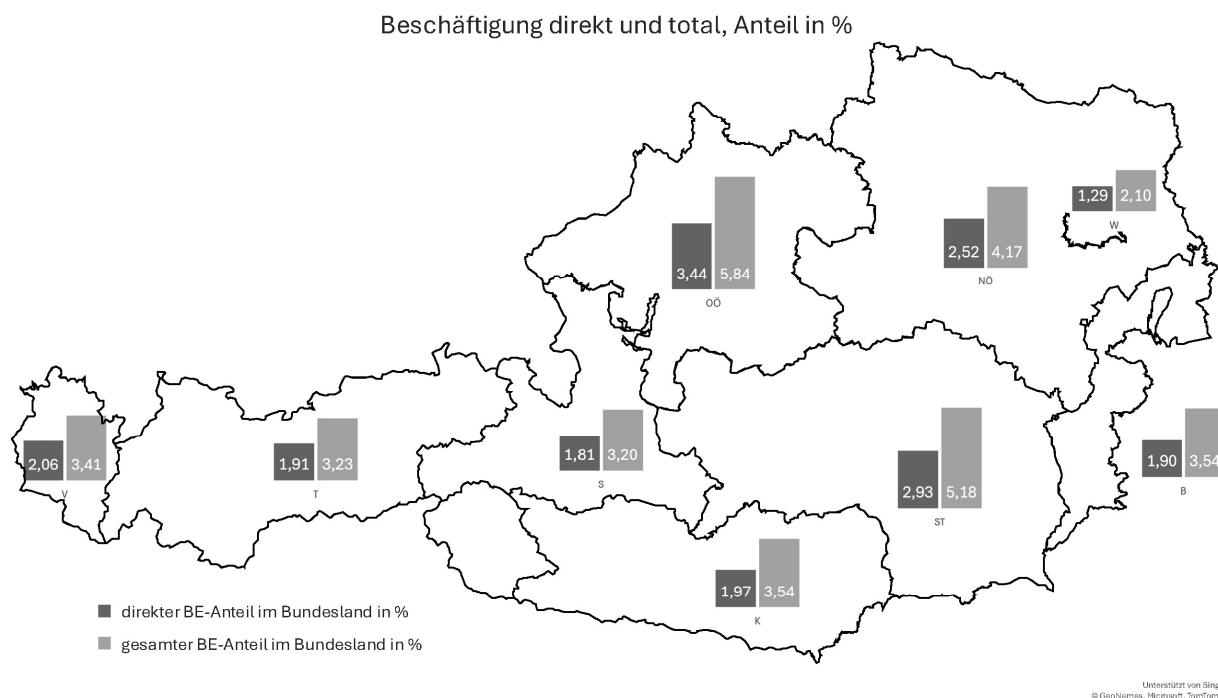 Beschäftigung direkt und total, Anteil in %
1,29 2,10
W
2,52 4,17
NÖ
3,44 5,84
OÖ
2,06 3,41
V
1,91 3,23
T
1,81 3,20
S
2,93 5,18
ST
1,90 3,54
B
1,97 3,54
K
direkter BE-Anteil im Bundesland in %
gesamter BE-Anteil im Bundesland in %
Unterstützt von Bing
© GeoNames, Microsoft, TomTom